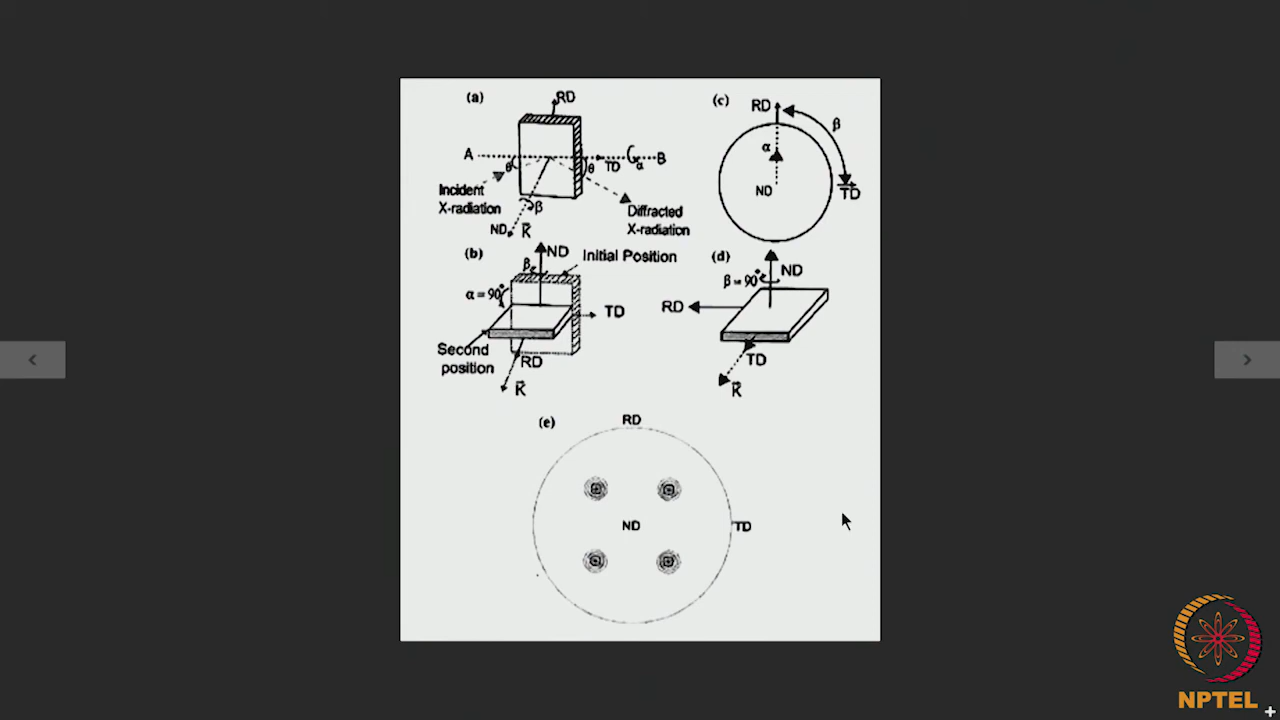 (a)
RD
A
θ
θ
TD
α
B
Incident
X-radiation
β
Diffracted
X-radiation
ND
K⃗
(c)
RD
β
α
ND
TD
(b)
ND
Initial Position
β
α = 90°
TD
Second
position
RD
K⃗
(d)
β = 90°
ND
RD
TD
K⃗
(e)
RD
ND
TD
NPTEL